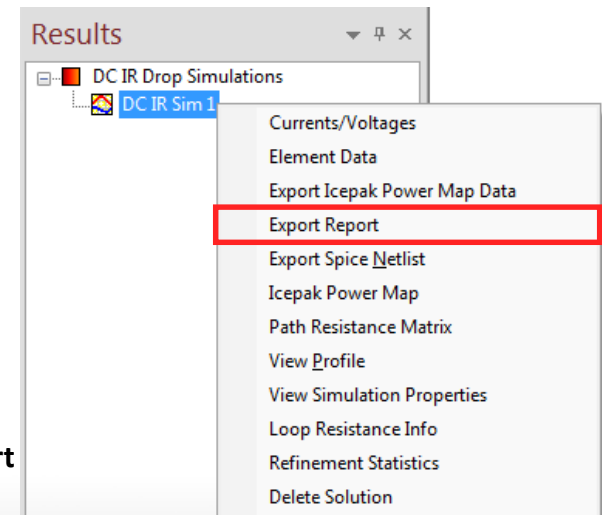 Results
DC IR Drop Simulations
DC IR Sim 1
Currents/Voltages
Element Data
Export Icepak Power Map Data
Export Report
Export Spice Netlist
Icepak Power Map
Path Resistance Matrix
View Profile
View Simulation Properties
Loop Resistance Info
rt
Refinement Statistics
Delete Solution